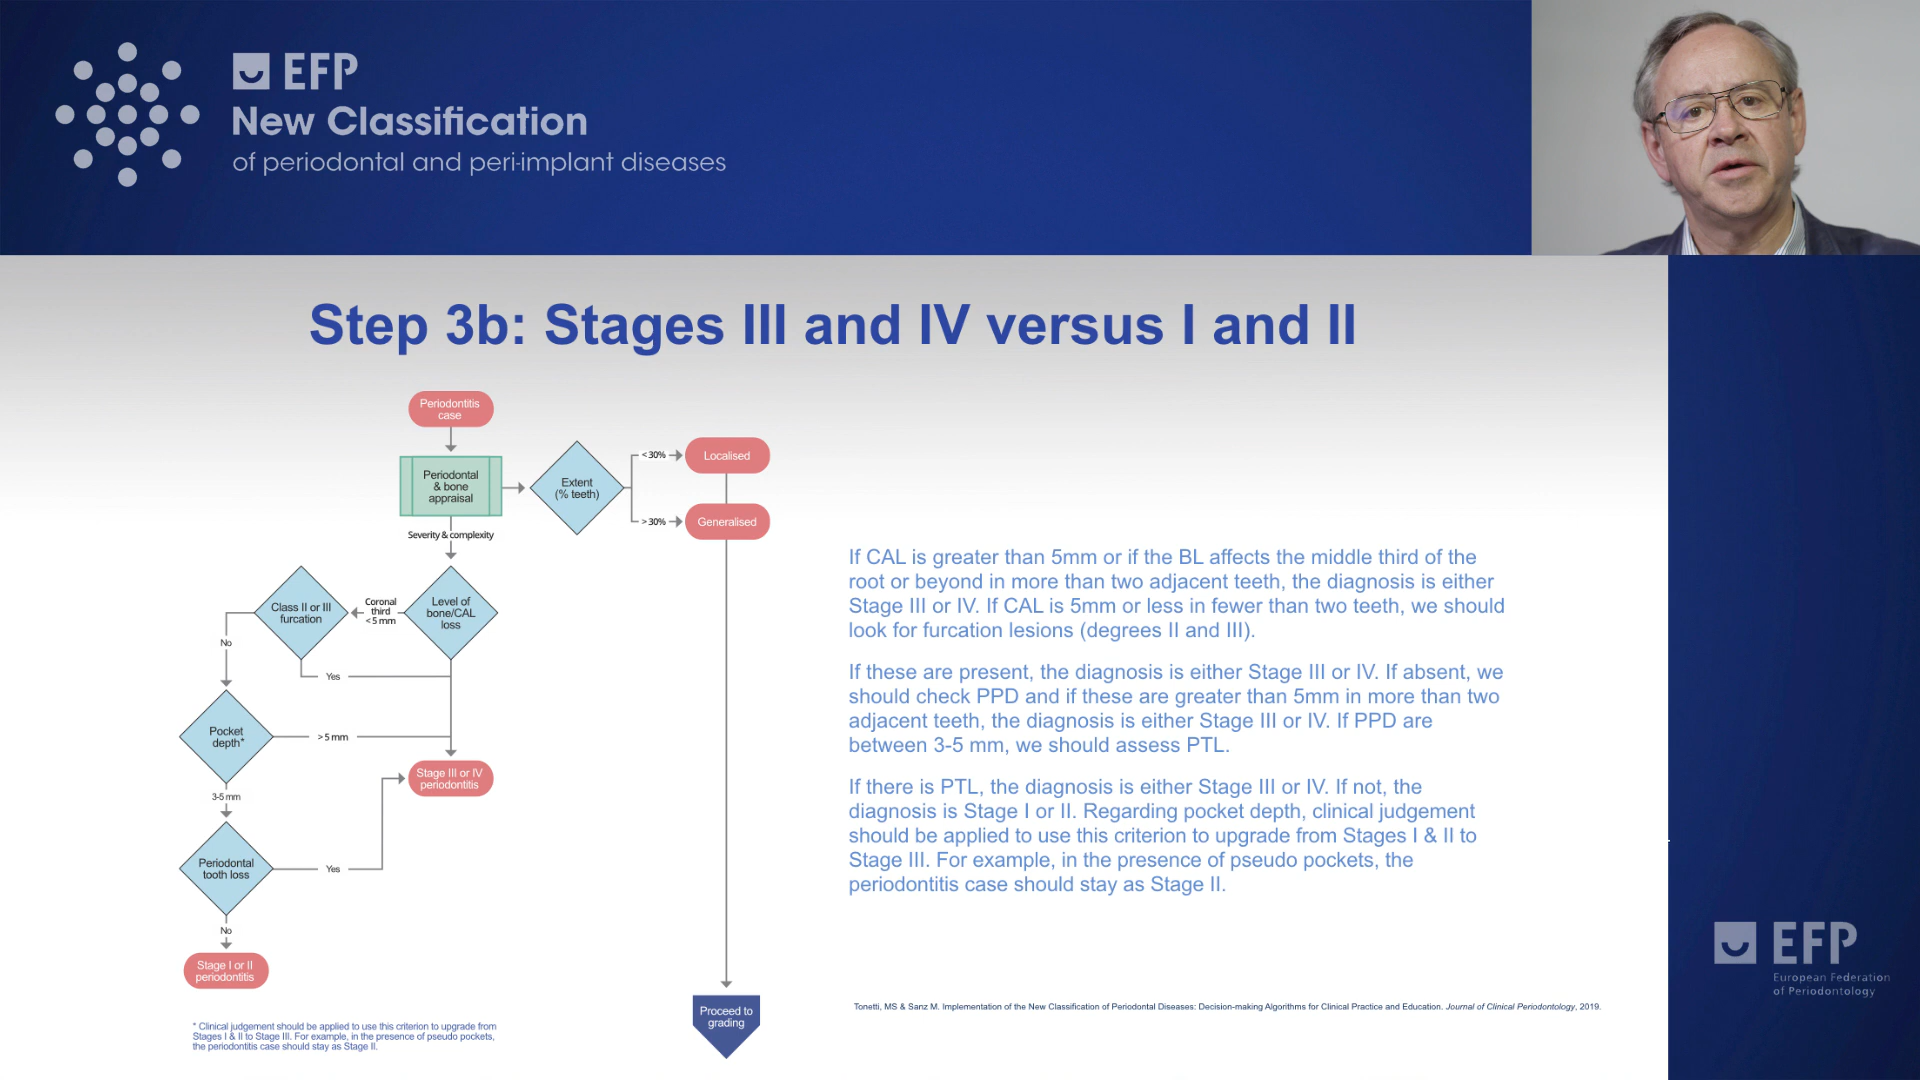 EFP
New Classification
of periodontal and peri-implant diseases
Step 3b: Stages III and IV versus I and II
Periodontitis
case
Periodontal
& bone
appraisal
Extent
(% teeth)
<30%
Localised
>30%
Generalised
Severity & complexity
Class II or III
furcation
Coronal
third
<5 mm
Level of
bone/CAL
loss
No
Yes
Pocket
depth*
>5 mm
Stage III or IV
periodontitis
3-5 mm
Periodontal
tooth loss
Yes
No
Stage I or II
periodontitis
Proceed to
grading
* Clinical judgement should be applied to use this criterion to upgrade from
Stages I & II to Stage III. For example, in the presence of pseudo pockets,
the periodontitis case should stay as Stage II.
If CAL is greater than 5mm or if the BL affects the middle third of the
root or beyond in more than two adjacent teeth, the diagnosis is either
Stage III or IV. If CAL is 5mm or less in fewer than two teeth, we should
look for furcation lesions (degrees II and III).
If these are present, the diagnosis is either Stage III or IV. If absent, we
should check PPD and if these are greater than 5mm in more than two
adjacent teeth, the diagnosis is either Stage III or IV. If PPD are
between 3-5 mm, we should assess PTL.
If there is PTL, the diagnosis is either Stage III or IV. If not, the
diagnosis is Stage I or II. Regarding pocket depth, clinical judgement
should be applied to use this criterion to upgrade from Stages I & II to
Stage III. For example, in the presence of pseudo pockets, the
periodontitis case should stay as Stage II.
Tonetti, MS & Sanz M. Implementation of the New Classification of Periodontal Diseases: Decision-making Algorithms for Clinical Practice and Education. Journal of Clinical Periodontology, 2019.
EFP
European Federation
of Periodontology